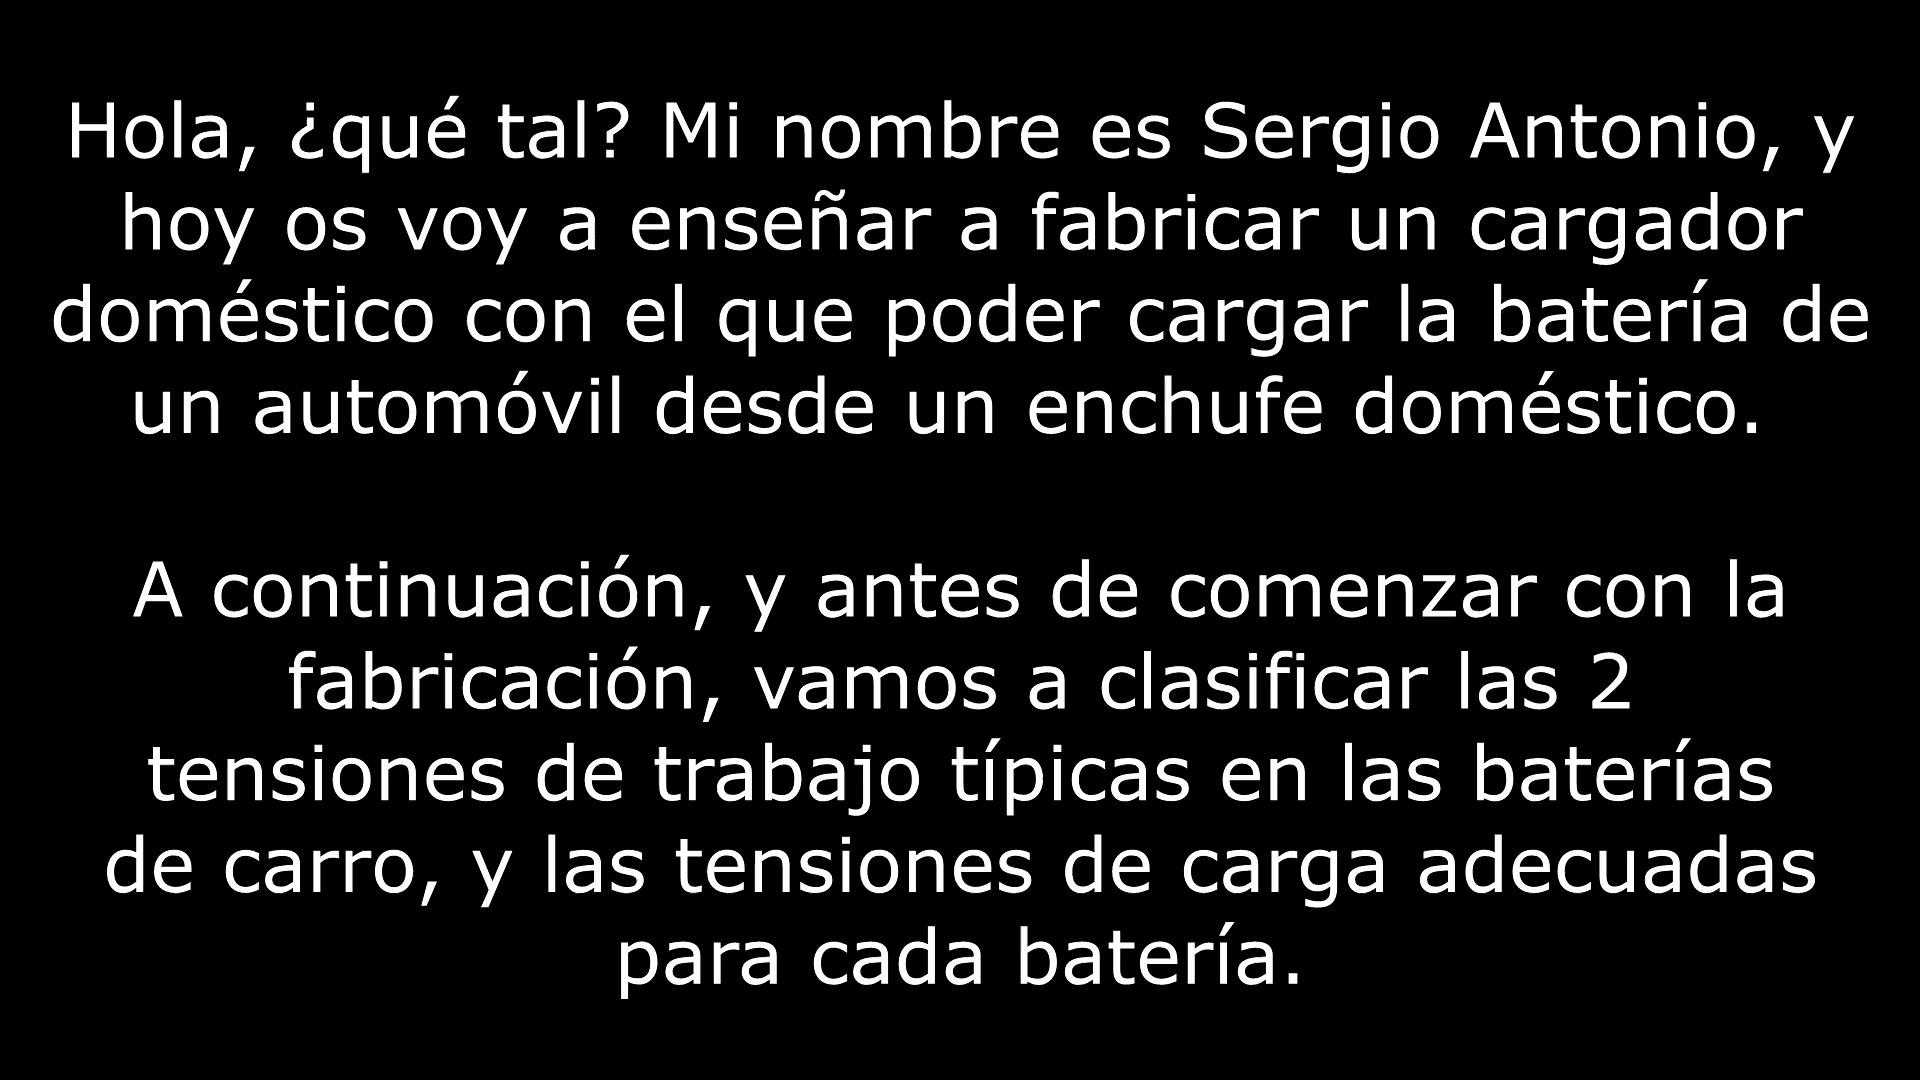 Hola, ¿qué tal? Mi nombre es Sergio Antonio, y
hoy os voy a enseñar a fabricar un cargador
doméstico con el que poder cargar la batería de
un automóvil desde un enchufe doméstico.
A continuación, y antes de comenzar con la
fabricación, vamos a clasificar las 2
tensiones de trabajo típicas en las baterías
de carro, y las tensiones de carga adecuadas
para cada batería.